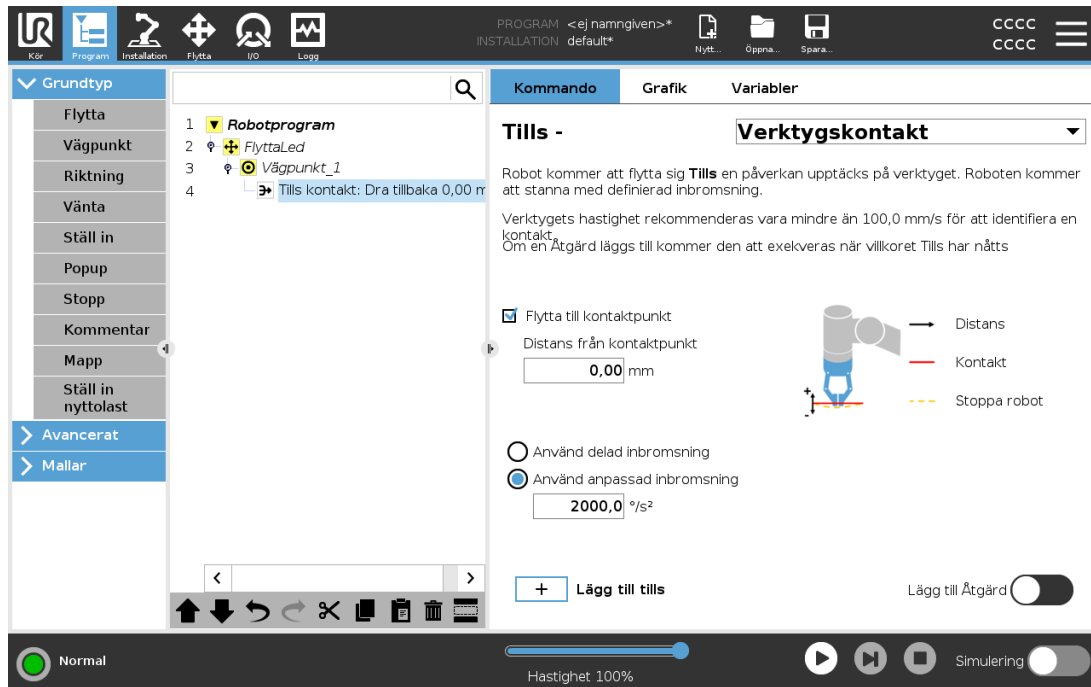 UR
Kör
Program
Installation
Flytta
I/O
Logg
PROGRAM <ej namngiven>*
INSTALLATION default*
Nytt...
Öppna...
Spara...
CCCC
CCCC
Grundtyp
Flytta
Vägpunkt
Riktning
Vänta
Ställ in
Popup
Stopp
Kommentar
Mapp
Ställ in
nyttolast
Avancerat
Mallar
1 Robotprogram
2 FlyttaLed
3 Vägpunkt_1
4 Tills kontakt: Dra tillbaka 0,00 m
Kommando Grafik Variabler
Tills - Verktygskontakt
Robot kommer att flytta sig Tills en påverkan upptäcks på verktyget. Roboten kommer
att stanna med definierad inbromsning.
Verktygets hastighet rekommenderas vara mindre än 100,0 mm/s för att identifiera en
kontakt.
Om en Åtgärd läggs till kommer den att exekveras när villkoret Tills har nåtts
Flytta till kontaktpunkt
Distans från kontaktpunkt
0,00 mm
Distans
Kontakt
Stoppa robot
+
-
Använd delad inbromsning
Använd anpassad inbromsning
2000,0 °/s²
+ Lägg till tills
Lägg till Åtgärd
Normal
Hastighet 100%
Simulering